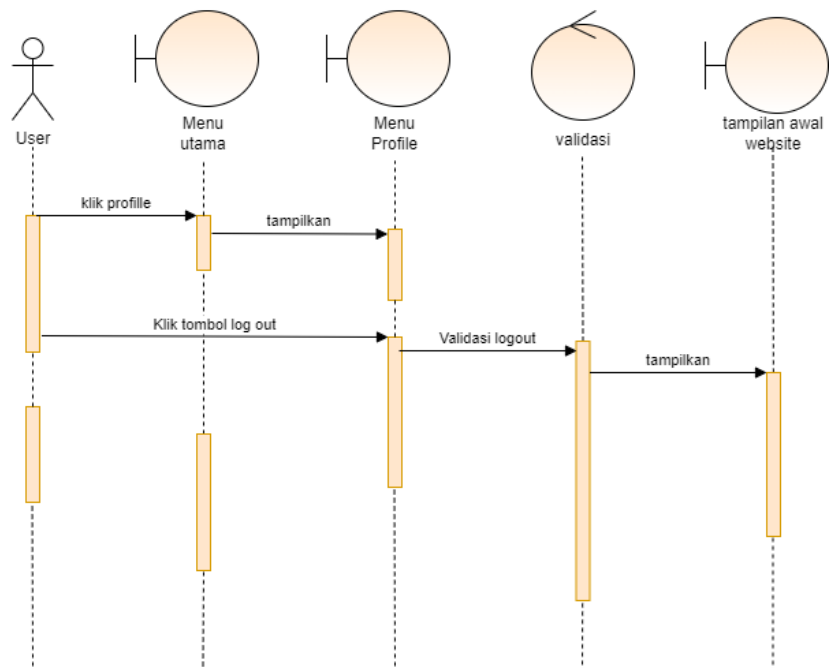 User
Menu
utama
Menu
Profile
validasi
tampilan awal
website
klik profille
tampilkan
Klik tombol log out
Validasi logout
tampilkan